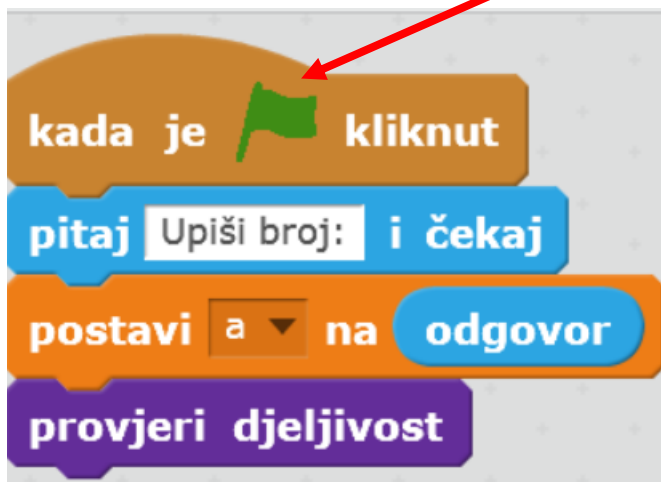 kada je kliknut
pitaj Upiši broj: i čekaj
postavi a na odgovor
provjeri djeljivost